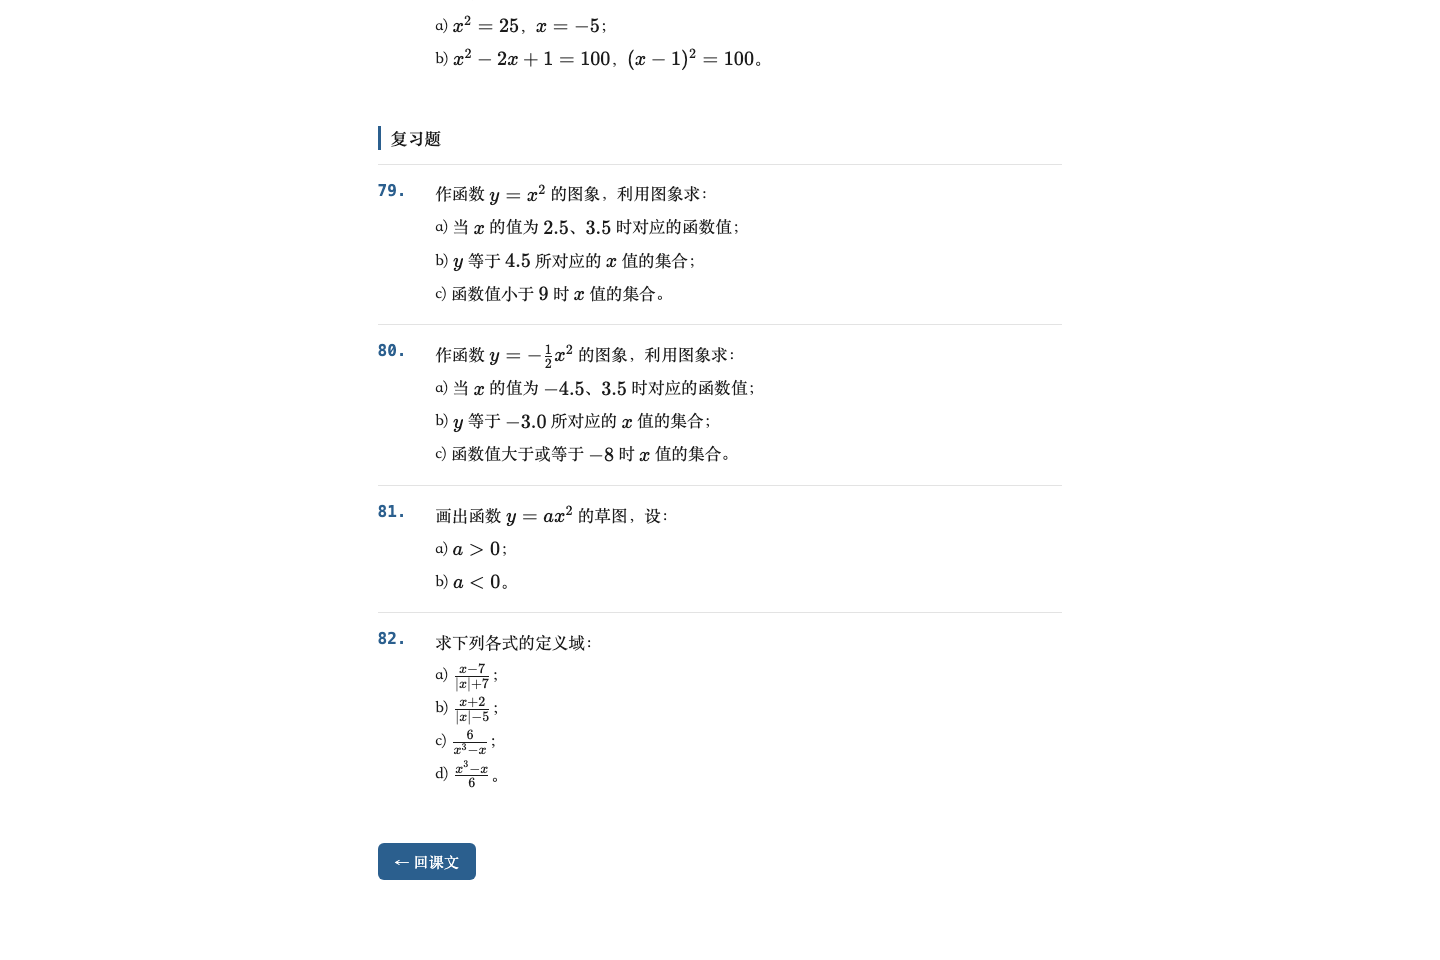 a) x² = 25, x = −5;
b) x² − 2x + 1 = 100, (x − 1)² = 100。
复习题
79. 作函数 y = x² 的图象,利用图象求:
a) 当 x 的值为 2.5、3.5 时对应的函数值;
b) y 等于 4.5 所对应的 x 值的集合;
c) 函数值小于 9 时 x 值的集合。
80. 作函数 y = −½x² 的图象,利用图象求:
a) 当 x 的值为 −4.5、3.5 时对应的函数值;
b) y 等于 −3.0 所对应的 x 值的集合;
c) 函数值大于或等于 −8 时 x 值的集合。
81. 画出函数 y = ax² 的草图,设:
a) a > 0;
b) a < 0。
82. 求下列各式的定义域:
a) (x−7)/(|x|+7);
b) (x+2)/(|x|−5);
c) 6/(x³−x);
d) (x³−x)/6。
← 回课文